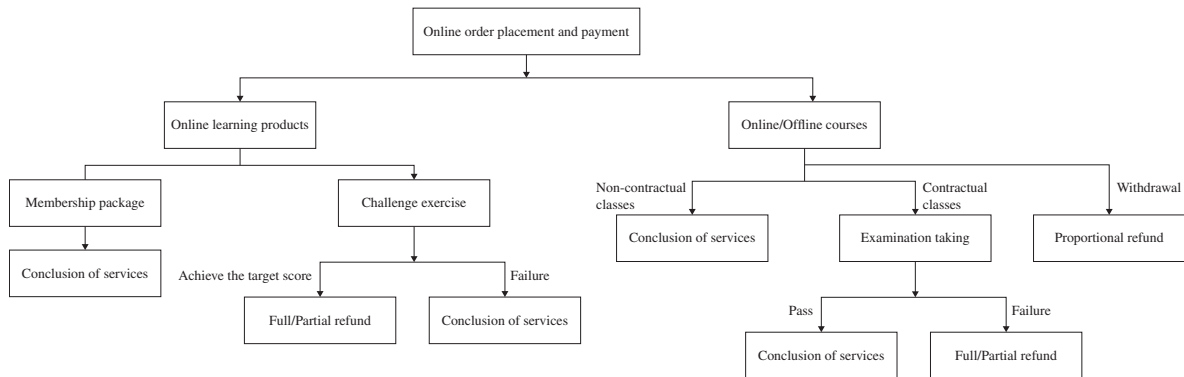 Online order placement and payment
Online learning products
Online/Offline courses
Membership package
Challenge exercise
Non-contractual
classes
Contractual
classes
Withdrawal
Conclusion of services
Examination taking
Proportional refund
Conclusion of services
Achieve the target score
Failure
Full/Partial refund
Conclusion of services
Pass
Failure
Conclusion of services
Full/Partial refund